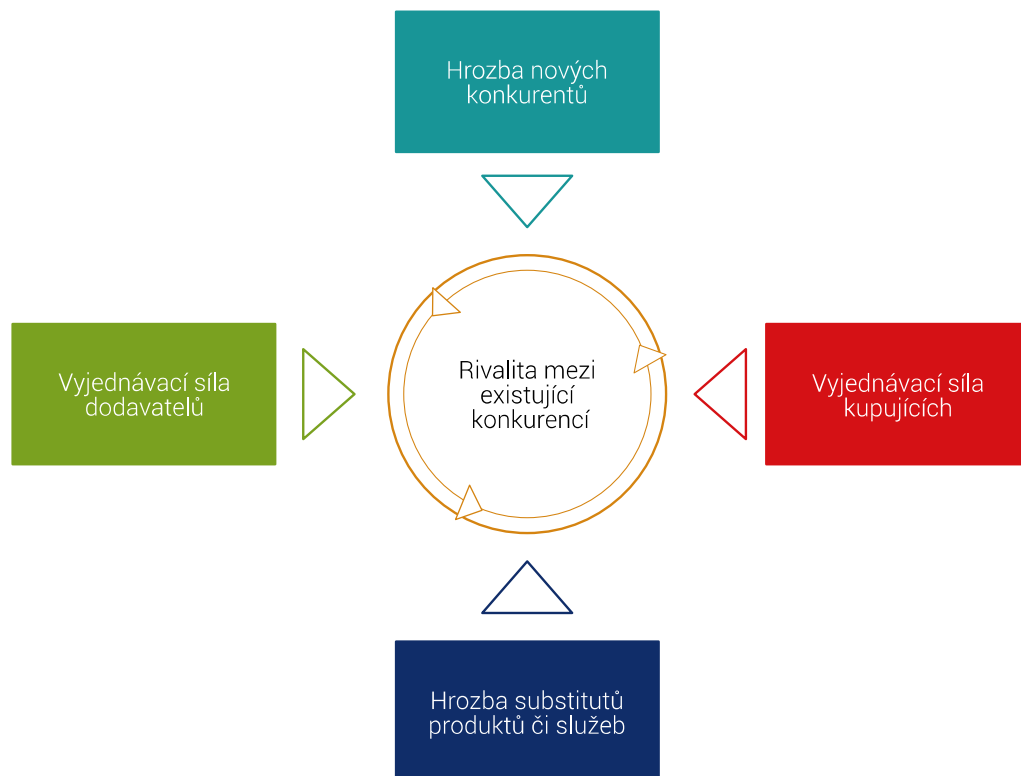 Hrozba nových
konkurentů
Vyjednávací síla
dodavatelů
Rivalita mezi
existující
konkurencí
Vyjednávací síla
kupujících
Hrozba substitutů
produktů či služeb